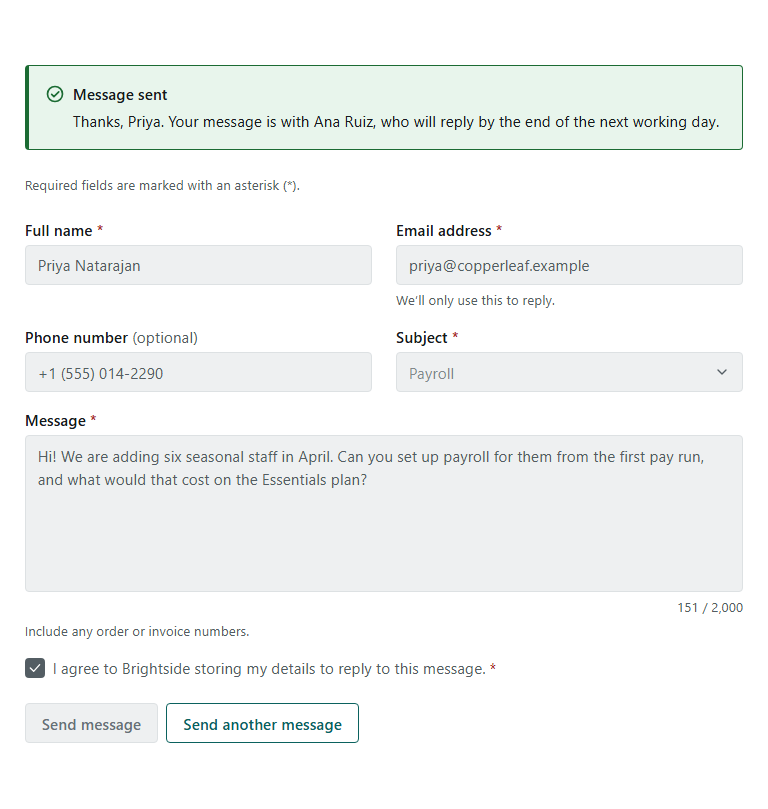 Message sent
Thanks, Priya. Your message is with Ana Ruiz, who will reply by the end of the next working day.
Required fields are marked with an asterisk (*).
Full name *
Email address *
Priya Natarajan
priya@copperleaf.example
We'll only use this to reply.
Phone number (optional)
Subject *
+1 (555) 014-2290
Payroll
Message *
Hi! We are adding six seasonal staff in April. Can you set up payroll for them from the first pay run,
and what would that cost on the Essentials plan?
151 / 2,000
Include any order or invoice numbers.
I agree to Brightside storing my details to reply to this message. *
Send message
Send another message